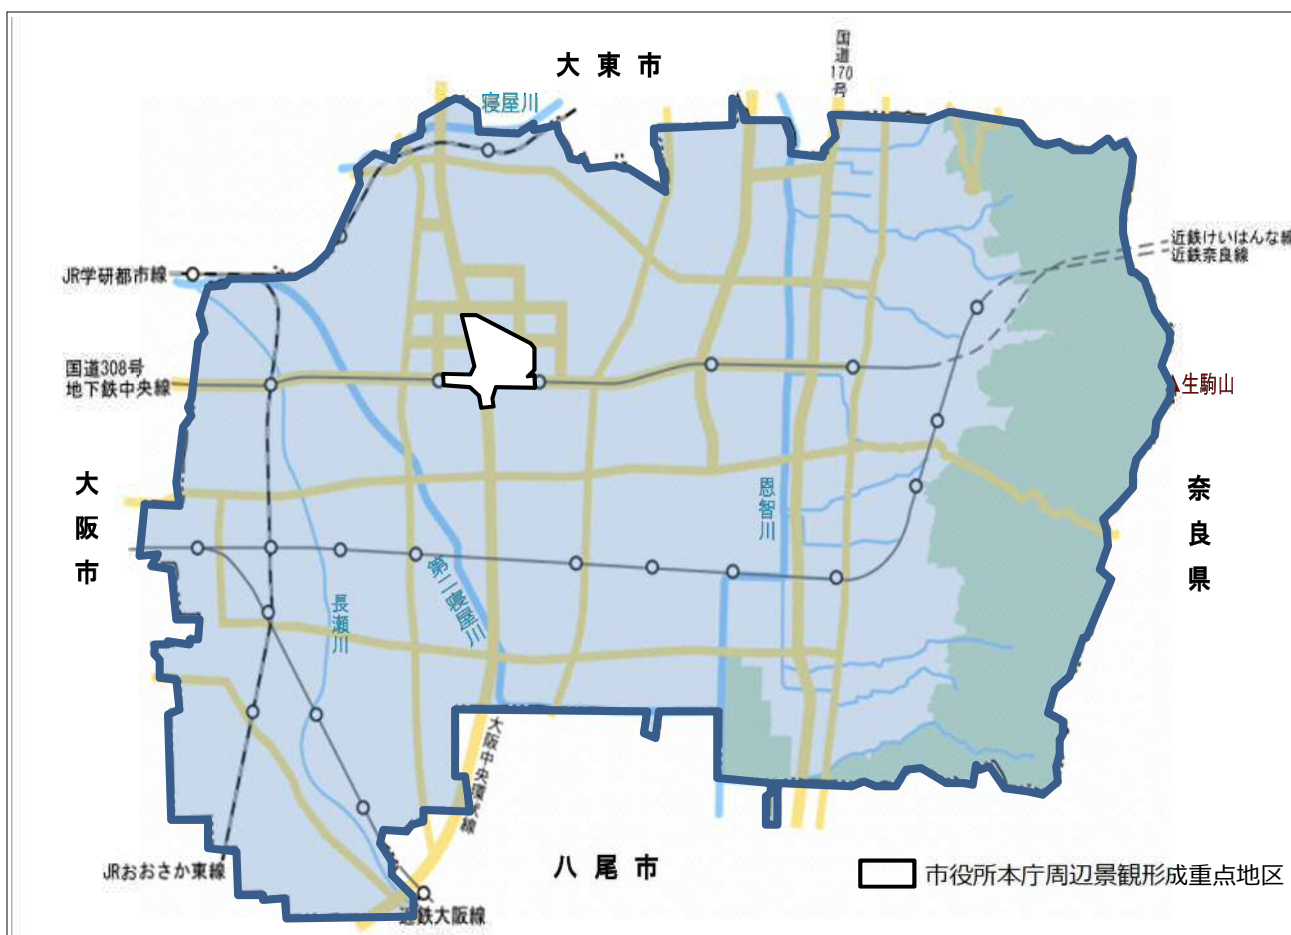 大東市
国道170号
寝屋川
近鉄けいはんな線
近鉄奈良線
JR学研都市線
国道308号
地下鉄中央線
生駒山
大阪市
恩智川
奈良県
第二寝屋川
長瀬川
大阪中央環状線
八尾市
JRおおさか東線
市役所本庁周辺景観形成重点地区
近鉄大阪線